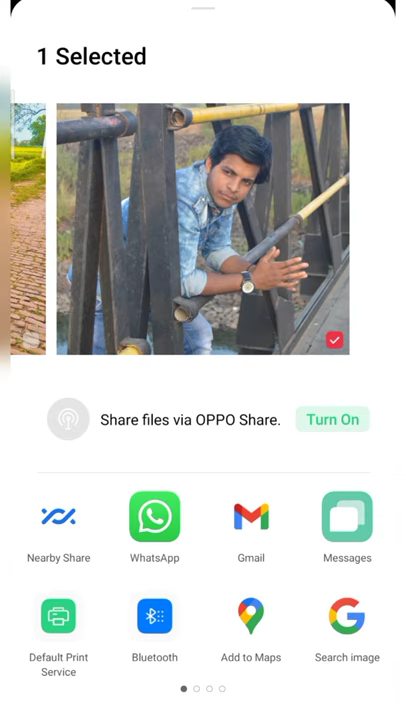 1 Selected
Share files via OPPO Share.
Turn On
Nearby Share
WhatsApp
Gmail
Messages
Default Print
Service
Bluetooth
Add to Maps
Search image